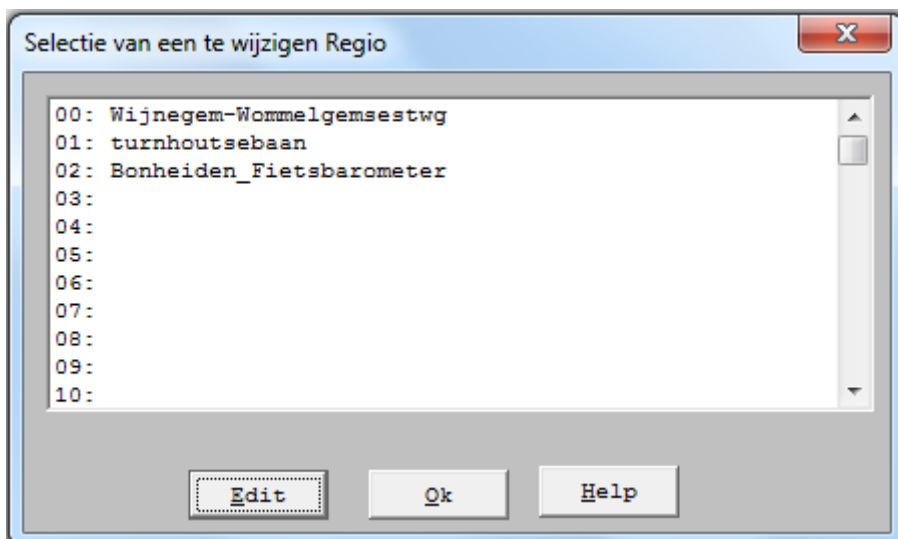 Selectie van een te wijzigen Regio
00: Wijnegem-Wommelgemsestwg
01: turnhoutsebaan
02: Bonheiden_Fietsbarometer
03:
04:
05:
06:
07:
08:
09:
10:
Edit Ok Help